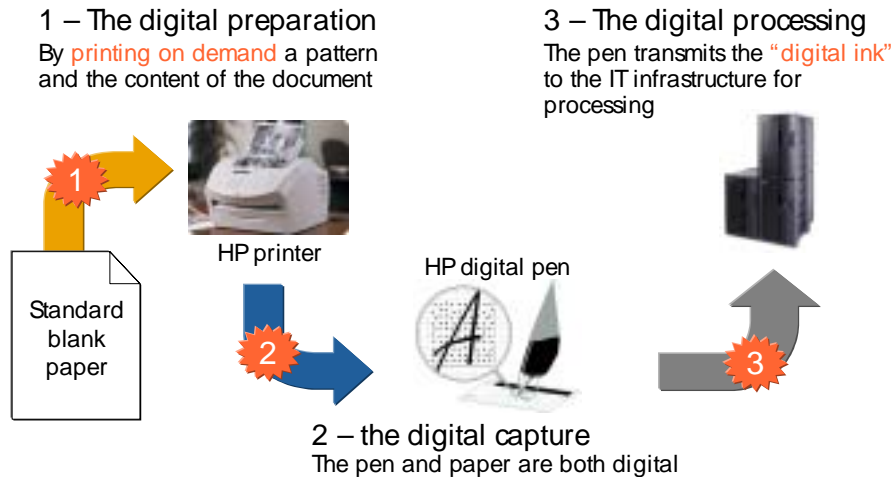 1 – The digital preparation
By printing on demand a pattern
and the content of the document
3 – The digital processing
The pen transmits the “digital ink”
to the IT infrastructure for
processing
1
HP printer
HP digital pen
Standard
blank
paper
A
2
3
2 – the digital capture
The pen and paper are both digital